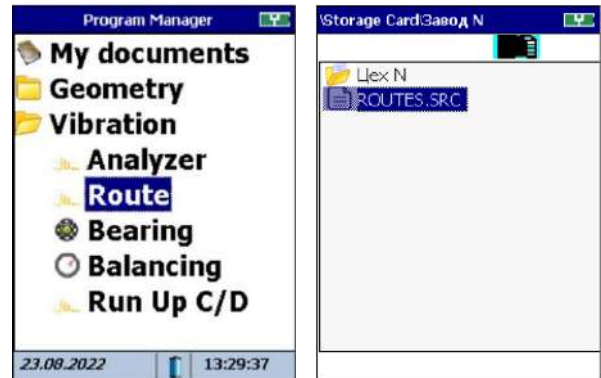 Program Manager
My documents
Geometry
Vibration
Analyzer
Route
Bearing
Balancing
Run Up C/D
23.08.2022
13:29:37
\Storage Card\Завод N
Цех N
ROUTES.SRC